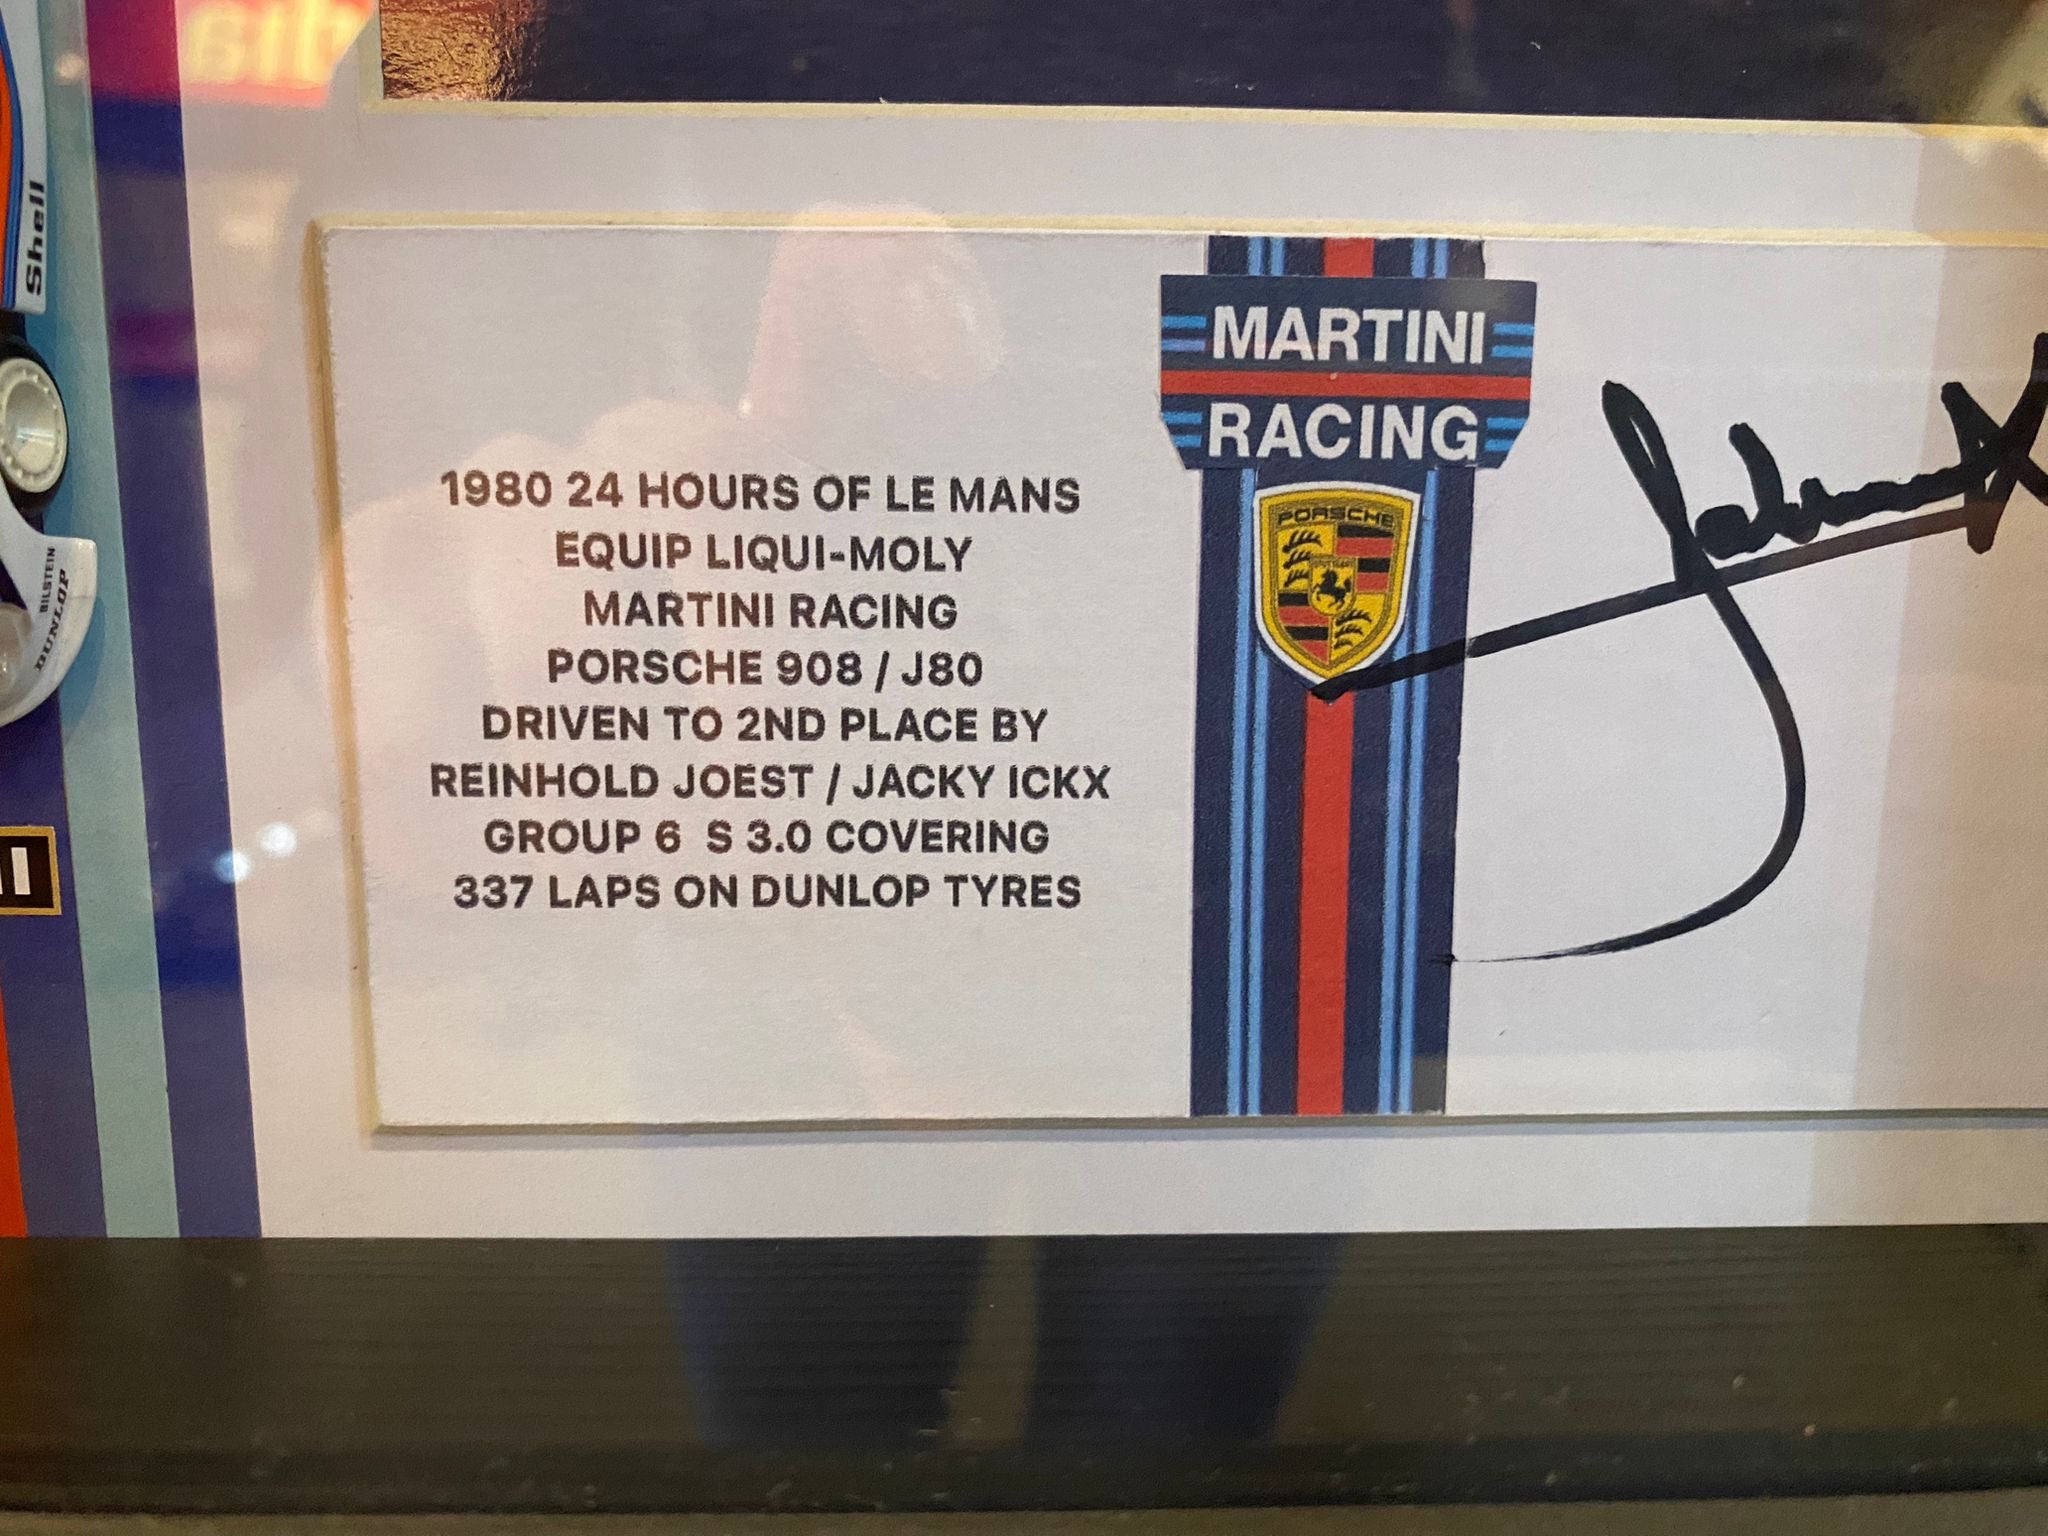 Shell
BILSTEIN
DUNLOP
1980 24 HOURS OF LE MANS
EQUIP LIQUI-MOLY
MARTINI RACING
PORSCHE 908 / J80
DRIVEN TO 2ND PLACE BY
REINHOLD JOEST / JACKY ICKX
GROUP 6 S 3.0 COVERING
337 LAPS ON DUNLOP TYRES
MARTINI
RACING
PORSCHE